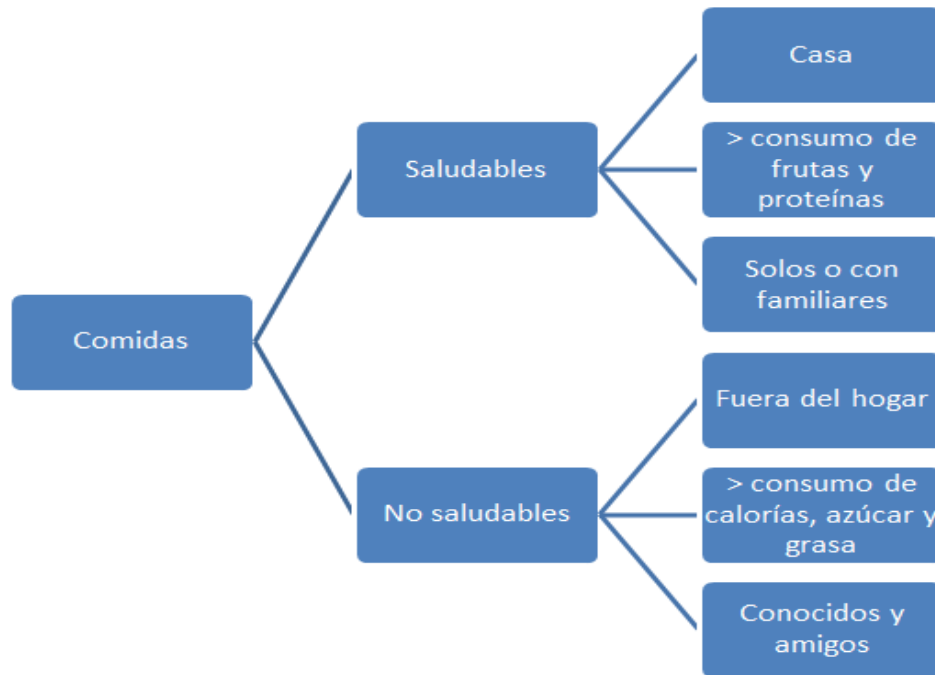 Comidas
Saludables
Casa
> consumo de
frutas y
proteínas
Solos o con
familiares
No saludables
Fuera del hogar
> consumo de
calorías, azúcar y
grasa
Conocidos y
amigos